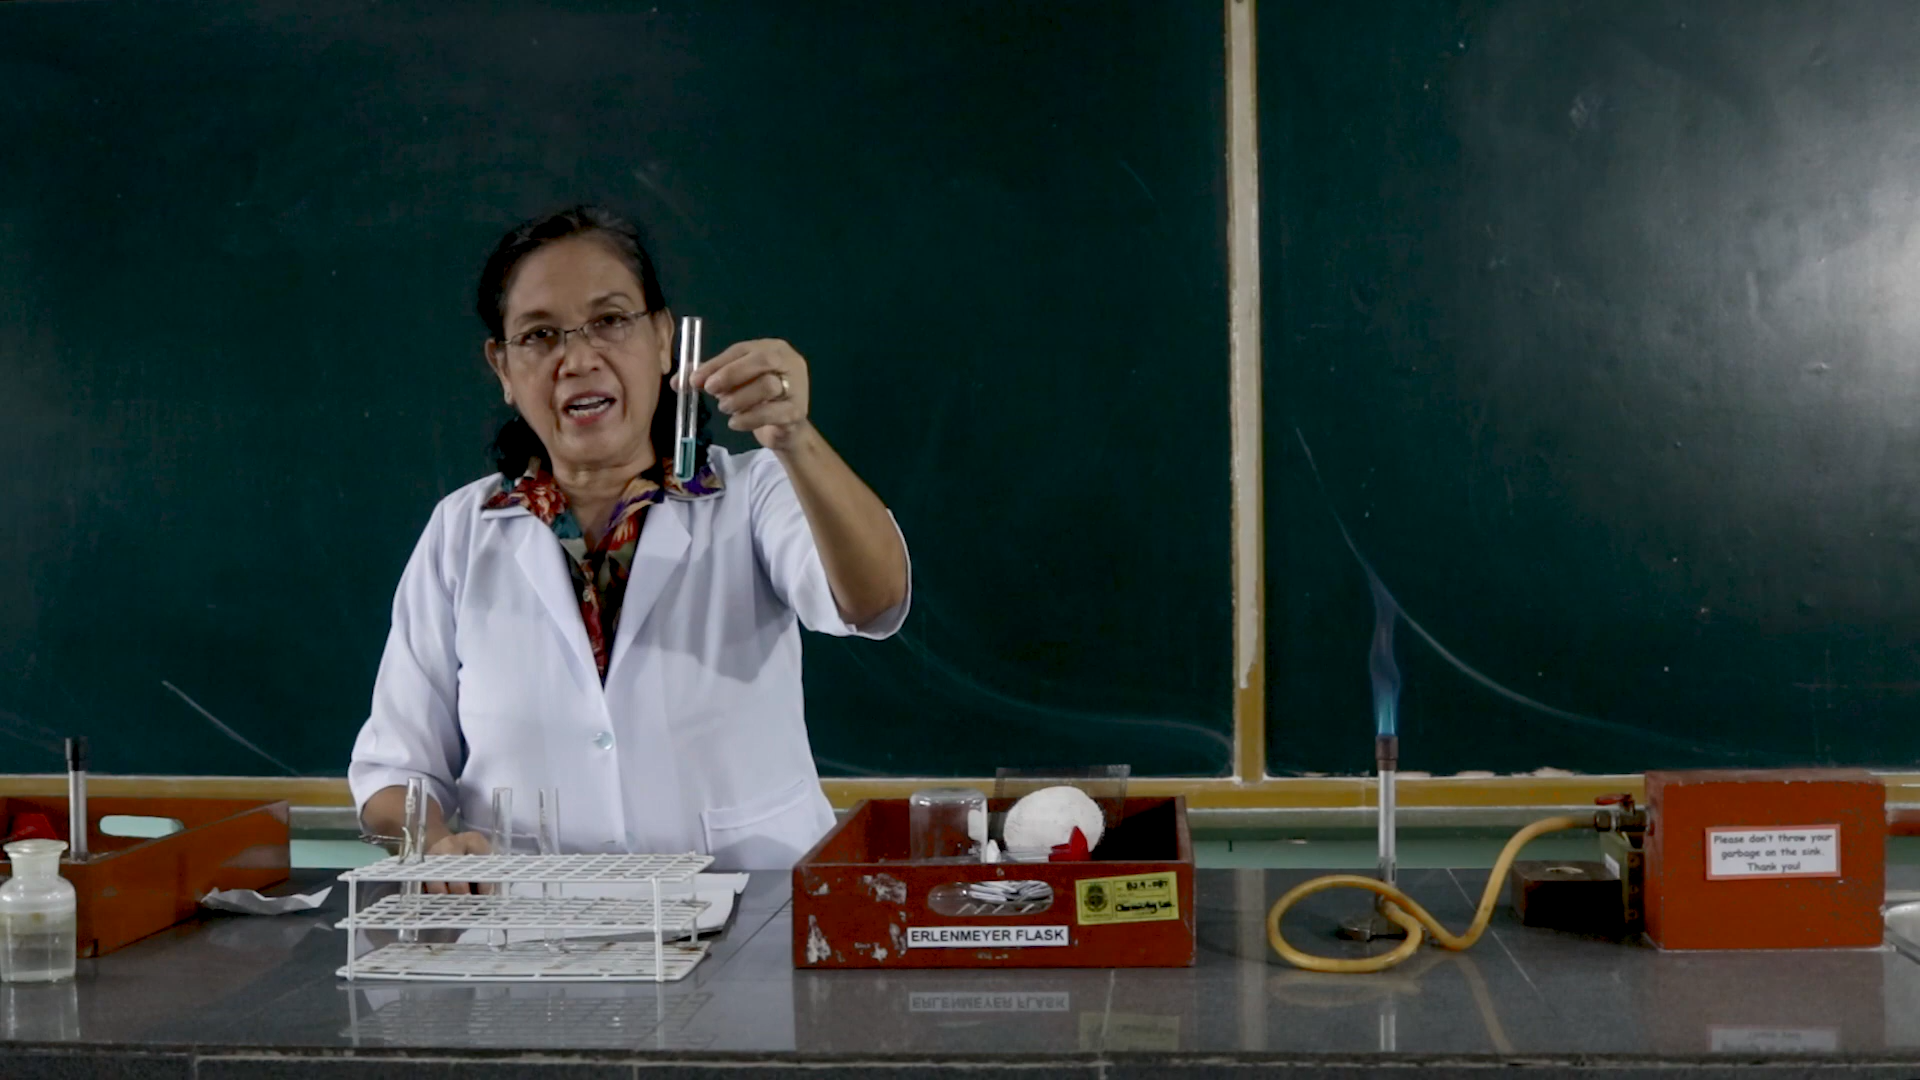 ERLENMEYER FLASK
Please don't throw your
garbage on the sink.
Thank you!